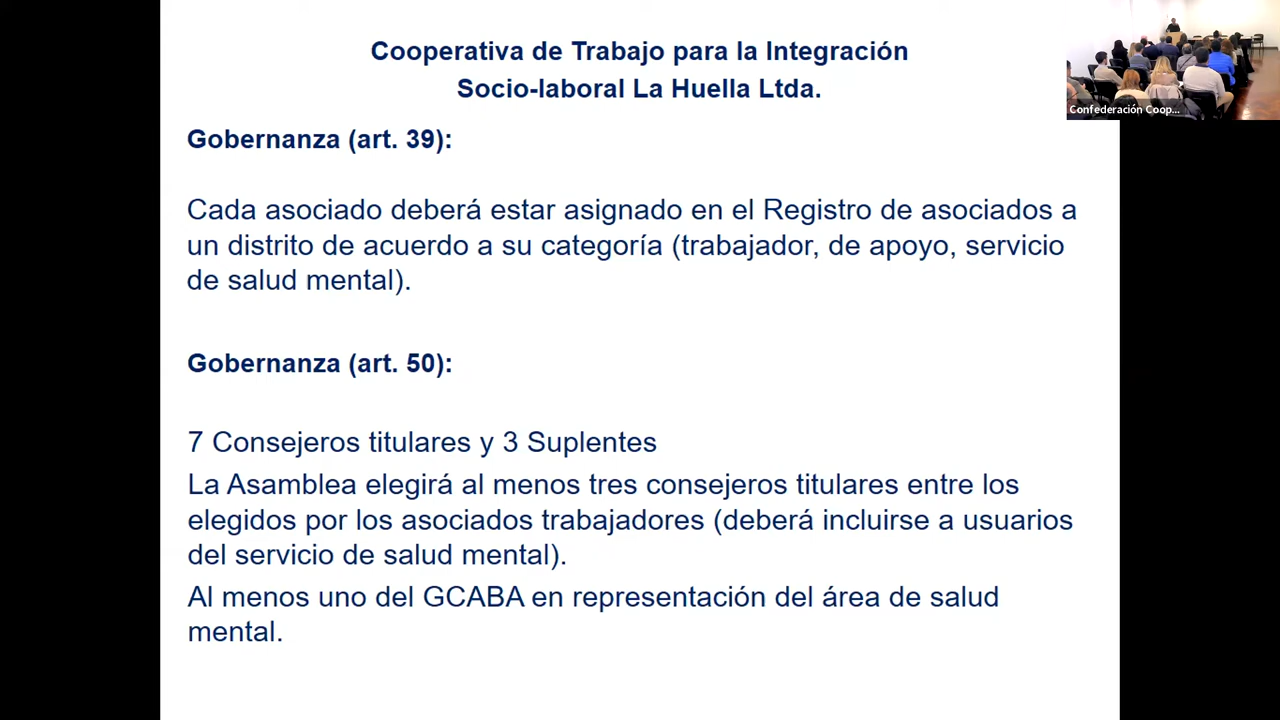 Cooperativa de Trabajo para la Integración
Socio-laboral La Huella Ltda.
Gobernanza (art. 39):
Cada asociado deberá estar asignado en el Registro de asociados a
un distrito de acuerdo a su categoría (trabajador, de apoyo, servicio
de salud mental).
Gobernanza (art. 50):
7 Consejeros titulares y 3 Suplentes
La Asamblea elegirá al menos tres consejeros titulares entre los
elegidos por los asociados trabajadores (deberá incluirse a usuarios
del servicio de salud mental).
Al menos uno del GCABA en representación del área de salud
mental.
Confederación Coop...